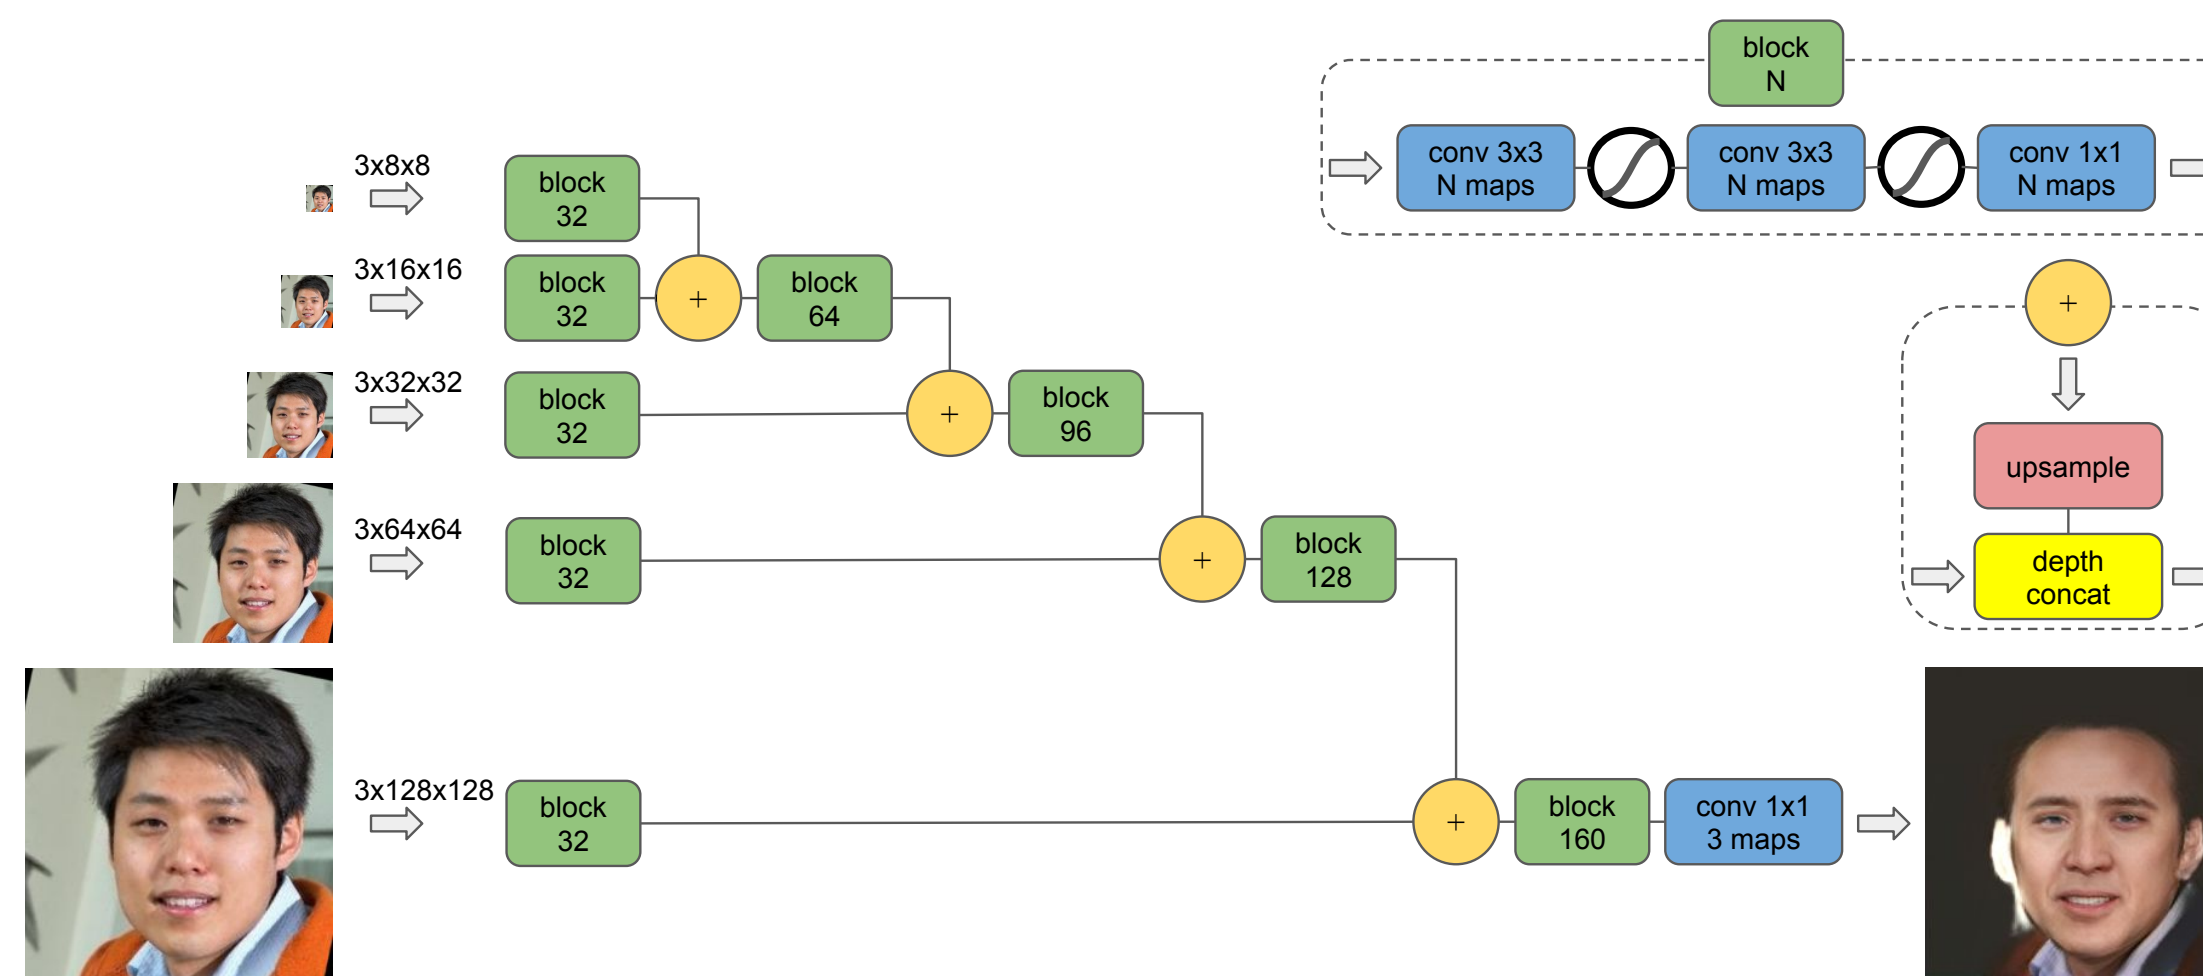 block
N
conv 3x3
N maps
conv 3x3
N maps
conv 1x1
N maps
3x8x8
block
32
3x16x16
block
32
+
block
64
+
3x32x32
block
32
+
block
96
upsample
3x64x64
block
32
+
block
128
depth
concat
3x128x128
block
32
+
block
160
conv 1x1
3 maps